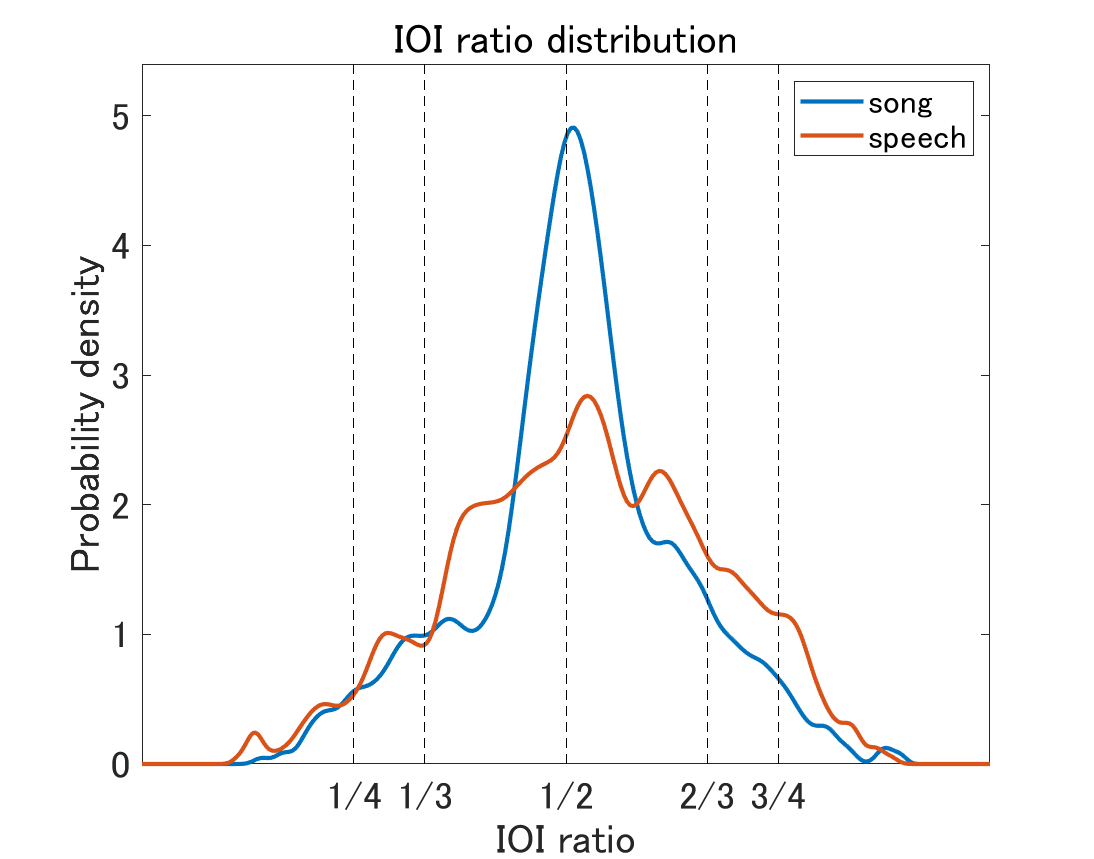 IOI ratio distribution
song
speech
5
4
3
2
1
0
Probability density
1/4 1/3 1/2 2/3 3/4
IOI ratio